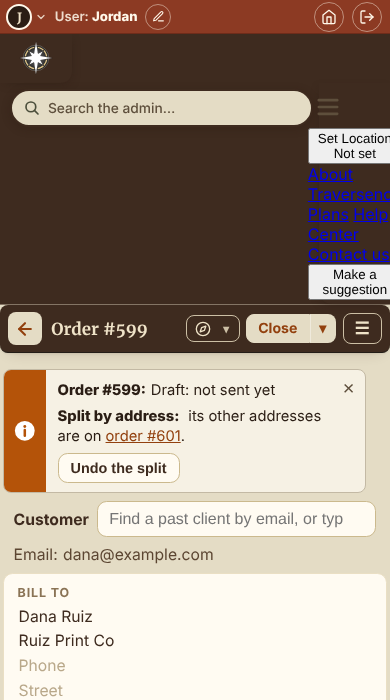 J User: Jordan
Search the admin...
Set Location
Not set
About
Traversend
Plans Help
Center
Contact us
Make a
suggestion
Order #599
Close
Order #599: Draft: not sent yet
Split by address: its other addresses
are on order #601.
Undo the split
Customer Find a past client by email, or typ
Email: dana@example.com
BILL TO
Dana Ruiz
Ruiz Print Co
Phone
Street